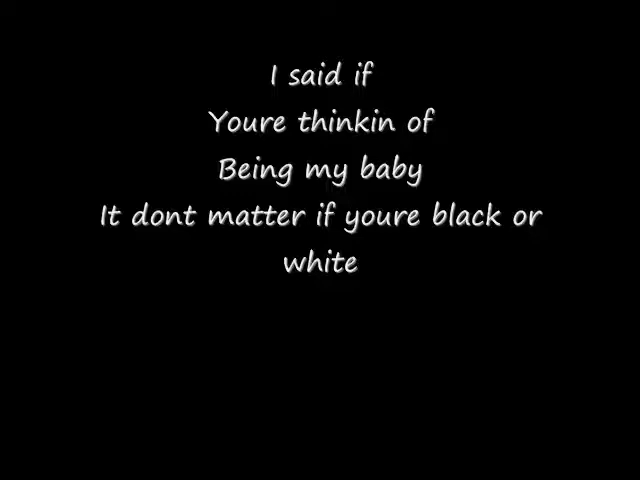 I said if
Youre thinkin of
Being my baby
It dont matter if youre black or
white